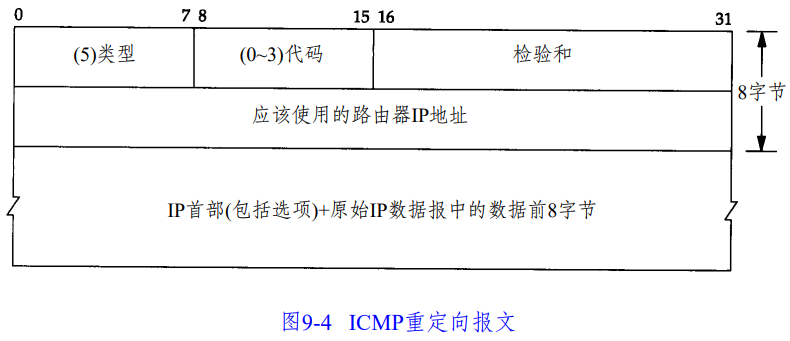 0 7 8 15 16 31
(5)类型 (0~3)代码 检验和
8字节
应该使用的路由器IP地址
IP首部(包括选项)+原始IP数据报中的数据前8字节
图9-4 ICMP重定向报文